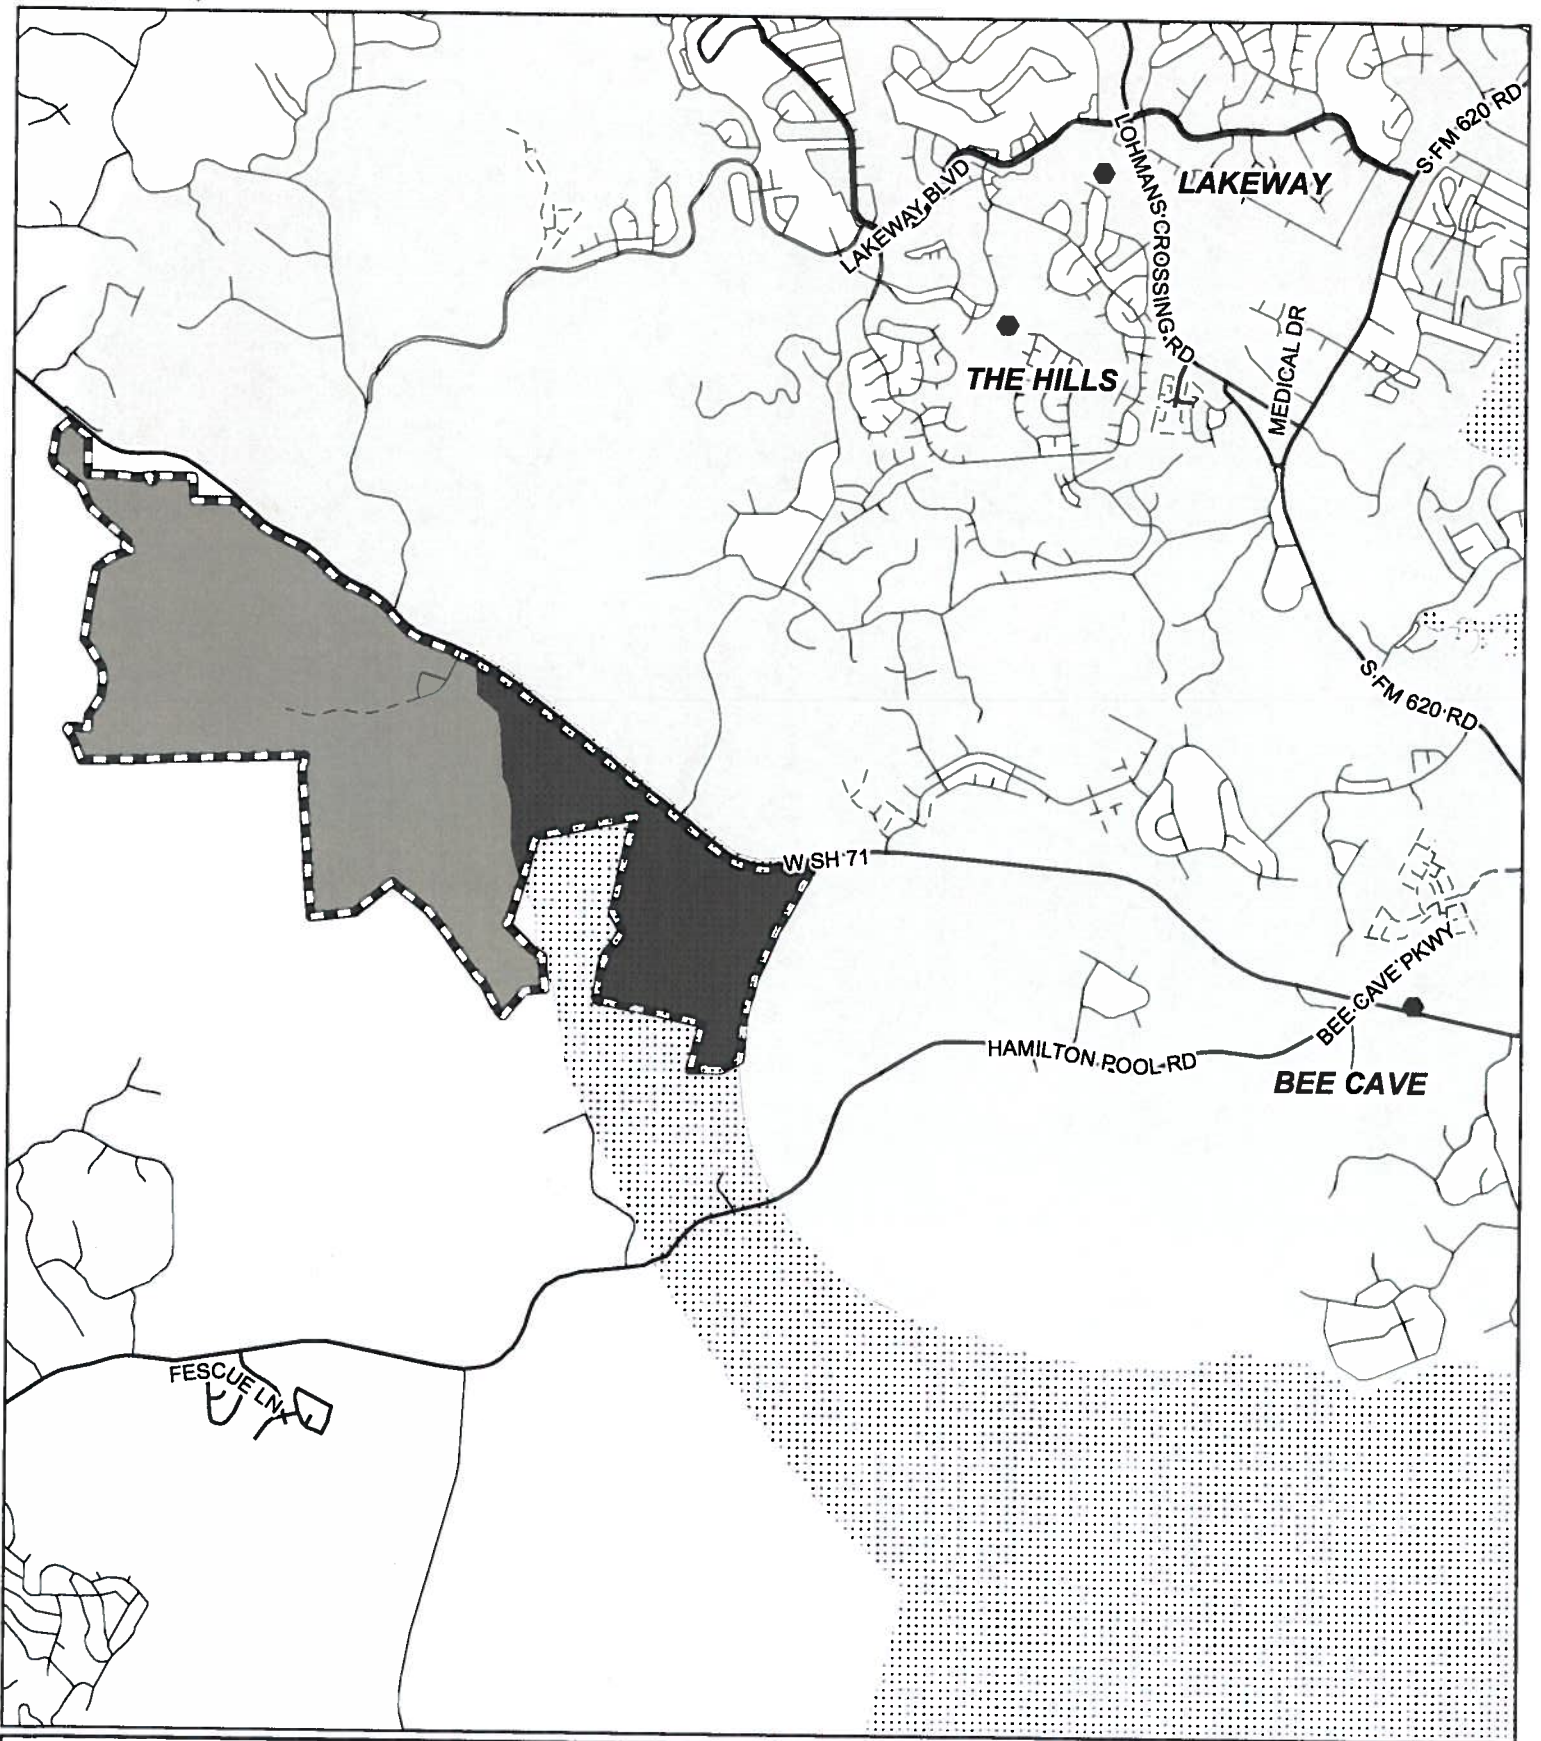 S FM 620 RD
LOHMANS CROSSING RD
LAKEWAY
LAKEWAY BLVD
MEDICAL DR
THE HILLS
S FM 620 RD
W SH 71
BEE CAVE PKWY
HAMILTON POOL RD
BEE CAVE
FESCUE LN